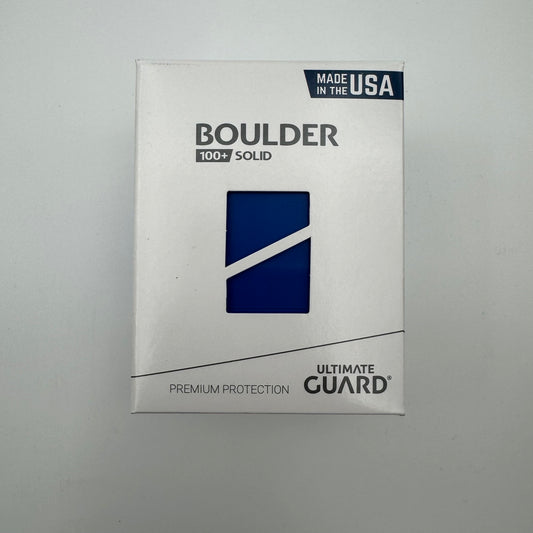 MADE
IN THE USA
BOULDER
100+ SOLID
PREMIUM PROTECTION
ULTIMATE
GUARD®